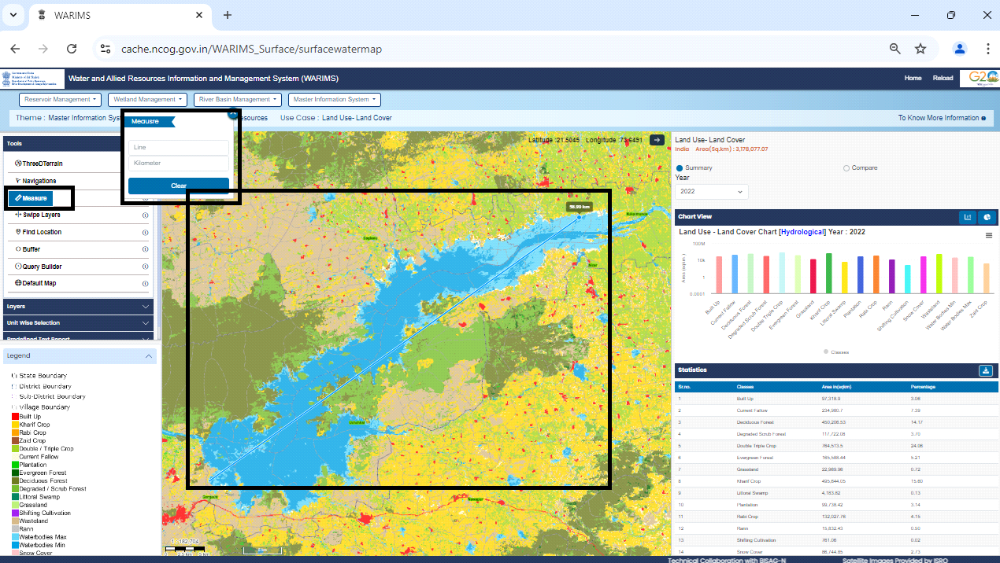 WARIMS
cache.ncog.gov.in/WARIMS_Surface/surfacewatermap
Water and Allied Resources Information and Management System (WARIMS)
Home Reload G20
Reservoir Management Wetland Management River Basin Management Master Information System
Theme : Master Information Syst
esources Use Case : Land Use- Land Cover
To Know More Information
Measure
Line
Kilometer
Clear
Tools
ThreeDTerrain
Navigations
Measure
Swipe Layers
Find Location
Buffer
Query Builder
Default Map
Layers
Unit Wise Selection
Predefined Text Report
Legend
State Boundary
District Boundary
Sub-District Boundary
Village Boundary
Built Up
Kharif Crop
Rabi Crop
Zaid Crop
Double / Triple Crop
Current Fallow
Plantation
Evergreen Forest
Deciduous Forest
Degraded / Scrub Forest
Littoral Swamp
Grassland
Shifting Cultivation
Wasteland
Rann
Waterbodies Max
Waterbodies Min
Snow Cover
Latitude :21.5045 Longitude :73.6491
58.99 km
1 : 182,704
2.5 km 5 km
5 km
Land Use- Land Cover
India Area(Sq.km) : 3,178,077.07
Summary Compare
Year
2022
Chart View
Land Use - Land Cover Chart [Hydrological] Year : 2022
Area (sq.km )
100M
10k
1
0.0001
Built Up
Current Fallow
Deciduous Forest
Degraded Scrub Forest
Double Triple Crop
Evergreen Forest
Grassland
Kharif Crop
Littoral Swamp
Plantation
Rabi Crop
Rann
Shifting Cultivation
Snow Cover
Wasteland
Water Bodies Min
Water Bodies Max
Zaid Crop
Classes
Statistics
Sr.no. Classes Area in(sqkm) Percentage
1 Built Up 97,318.9 3.06
2 Current Fallow 234,980.7 7.39
3 Deciduous Forest 450,208.53 14.17
4 Degraded Scrub Forest 117,722.08 3.70
5 Double Triple Crop 764,513.5 24.06
6 Evergreen Forest 165,588.44 5.21
7 Grassland 22,969.96 0.72
8 Kharif Crop 495,644.05 15.60
9 Littoral Swamp 4,183.82 0.13
10 Plantation 99,738.42 3.14
11 Rabi Crop 132,027.76 4.15
12 Rann 15,832.43 0.50
13 Shifting Cultivation 761.06 0.02
14 Snow Cover 86,744.85 2.73
Technical Collaboration with BISAG-N Satellite Images Provided by ISRO